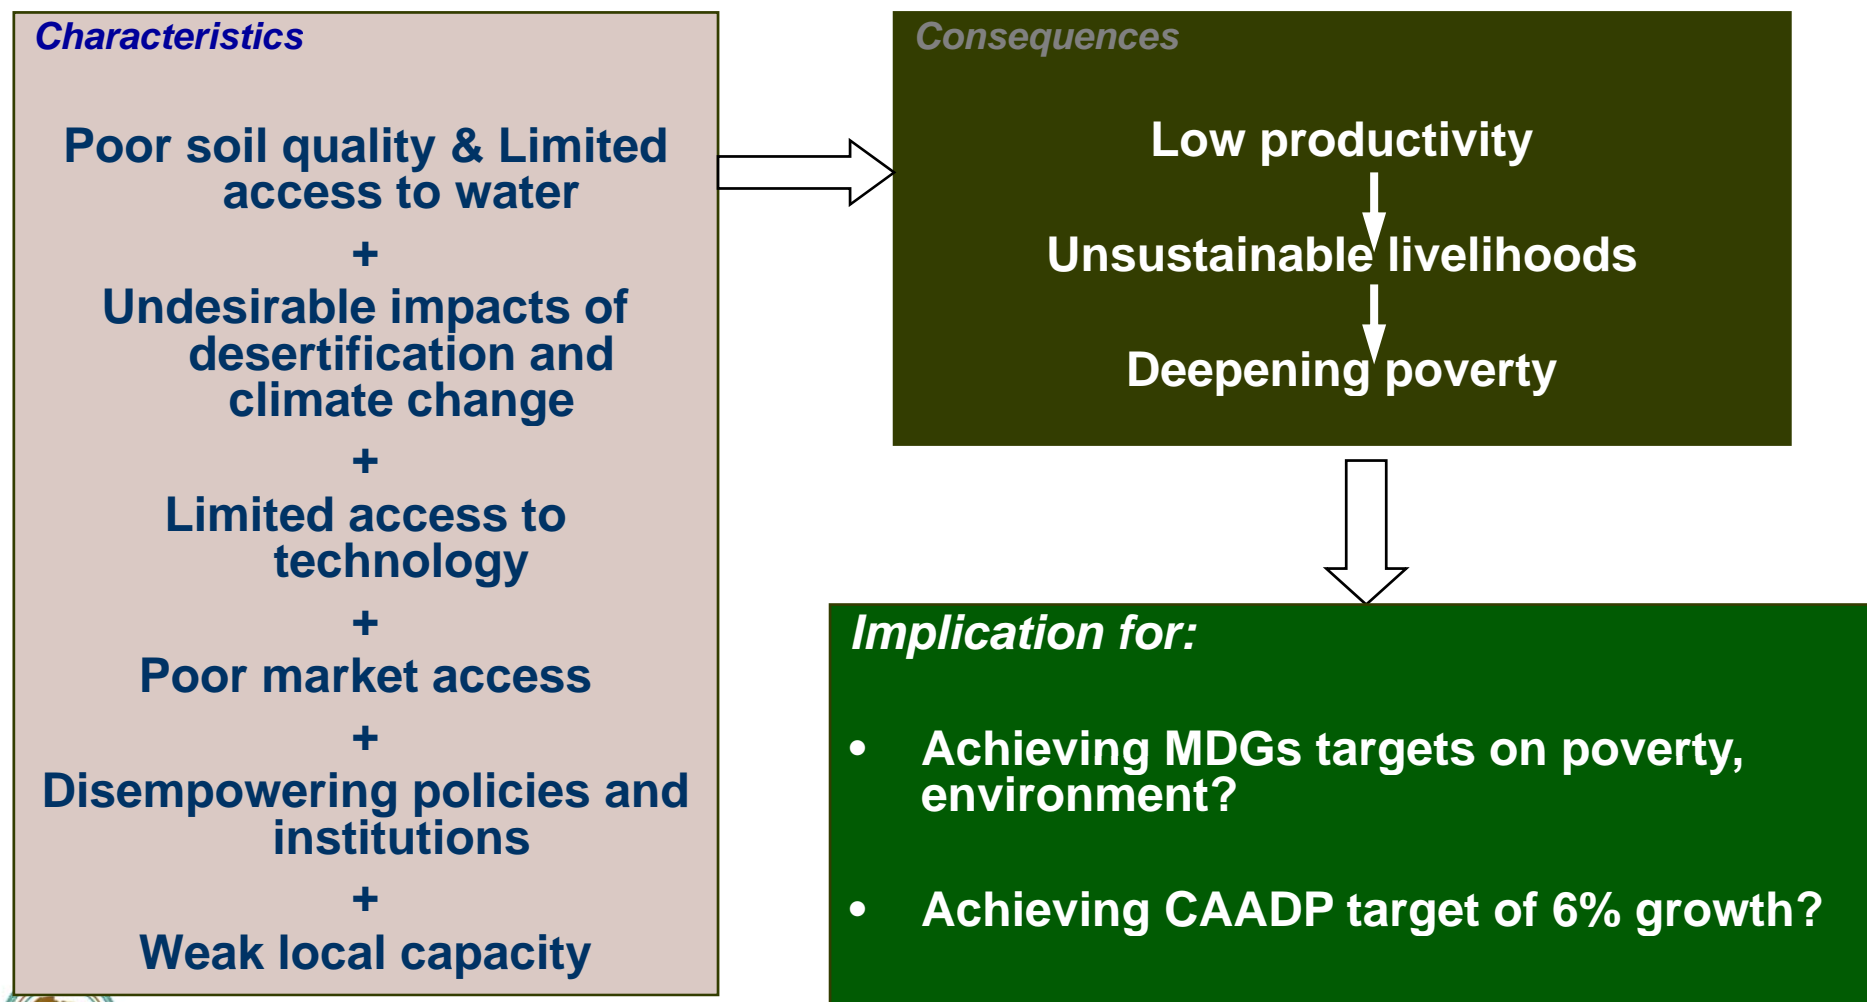 Characteristics
Poor soil quality & Limited
access to water
+
Undesirable impacts of
desertification and
climate change
+
Limited access to
technology
+
Poor market access
+
Disempowering policies and
institutions
+
Weak local capacity
Consequences
Low productivity
Unsustainable livelihoods
Deepening poverty
Implication for:
• Achieving MDGs targets on poverty,
environment?
• Achieving CAADP target of 6% growth?